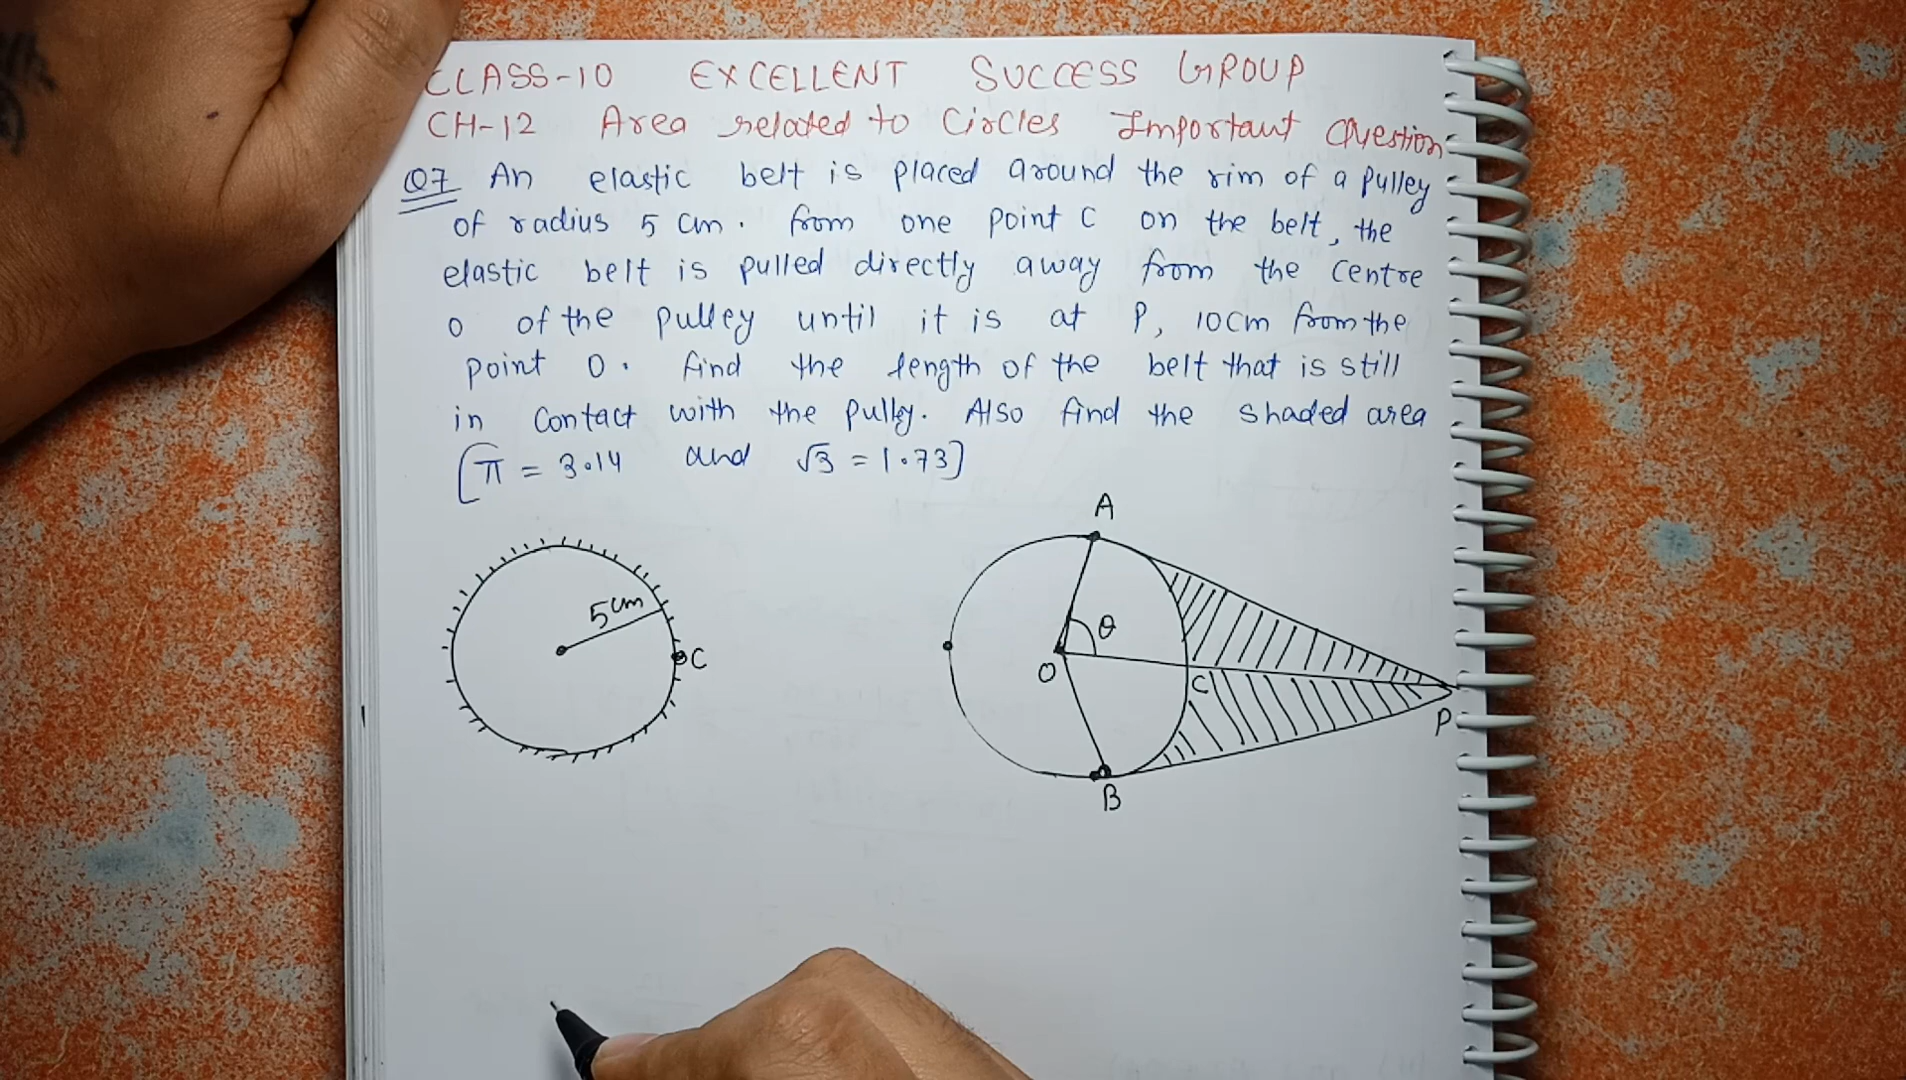 CLASS-10 EXCELLENT SUCCESS GROUP
CH-12 Area related to Circles Important Question
Q7 An elastic belt is placed around the rim of a pulley
of radius 5 cm. from one point C on the belt, the
elastic belt is pulled directly away from the centre
O of the pulley until it is at P, 10cm from the
point O. find the length of the belt that is still
in contact with the pulley. Also find the shaded area
[π = 3.14 and √3 = 1.73]
A
5cm
θ
C
O
C
P
B